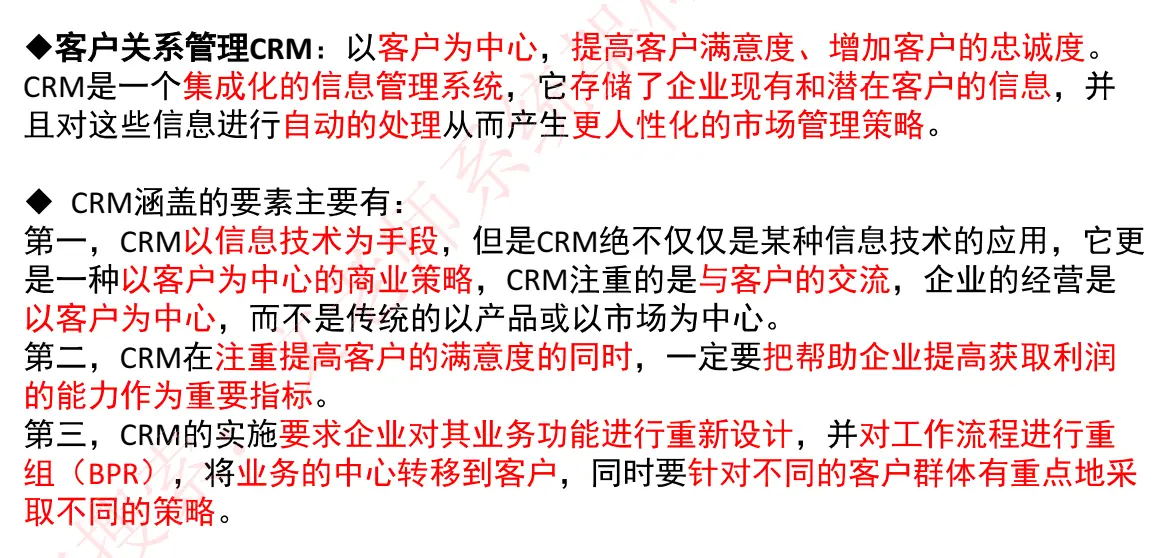 ◆客户关系管理CRM：以客户为中心，提高客户满意度、增加客户的忠诚度。
CRM是一个集成化的信息管理系统，它存储了企业现有和潜在客户的信息，并
且对这些信息进行自动的处理从而产生更人性化的市场管理策略。
◆ CRM涵盖的要素主要有：
第一，CRM以信息技术为手段，但是CRM绝不仅仅是某种信息技术的应用，它更
是一种以客户为中心的商业策略，CRM注重的是与客户的交流，企业的经营是
以客户为中心，而不是传统的以产品或以市场为中心。
第二，CRM在注重提高客户的满意度的同时，一定要把帮助企业提高获取利润
的能力作为重要指标。
第三，CRM的实施要求企业对其业务功能进行重新设计，并对工作流程进行重
组（BPR），将业务的中心转移到客户，同时要针对不同的客户群体有重点地采
取不同的策略。